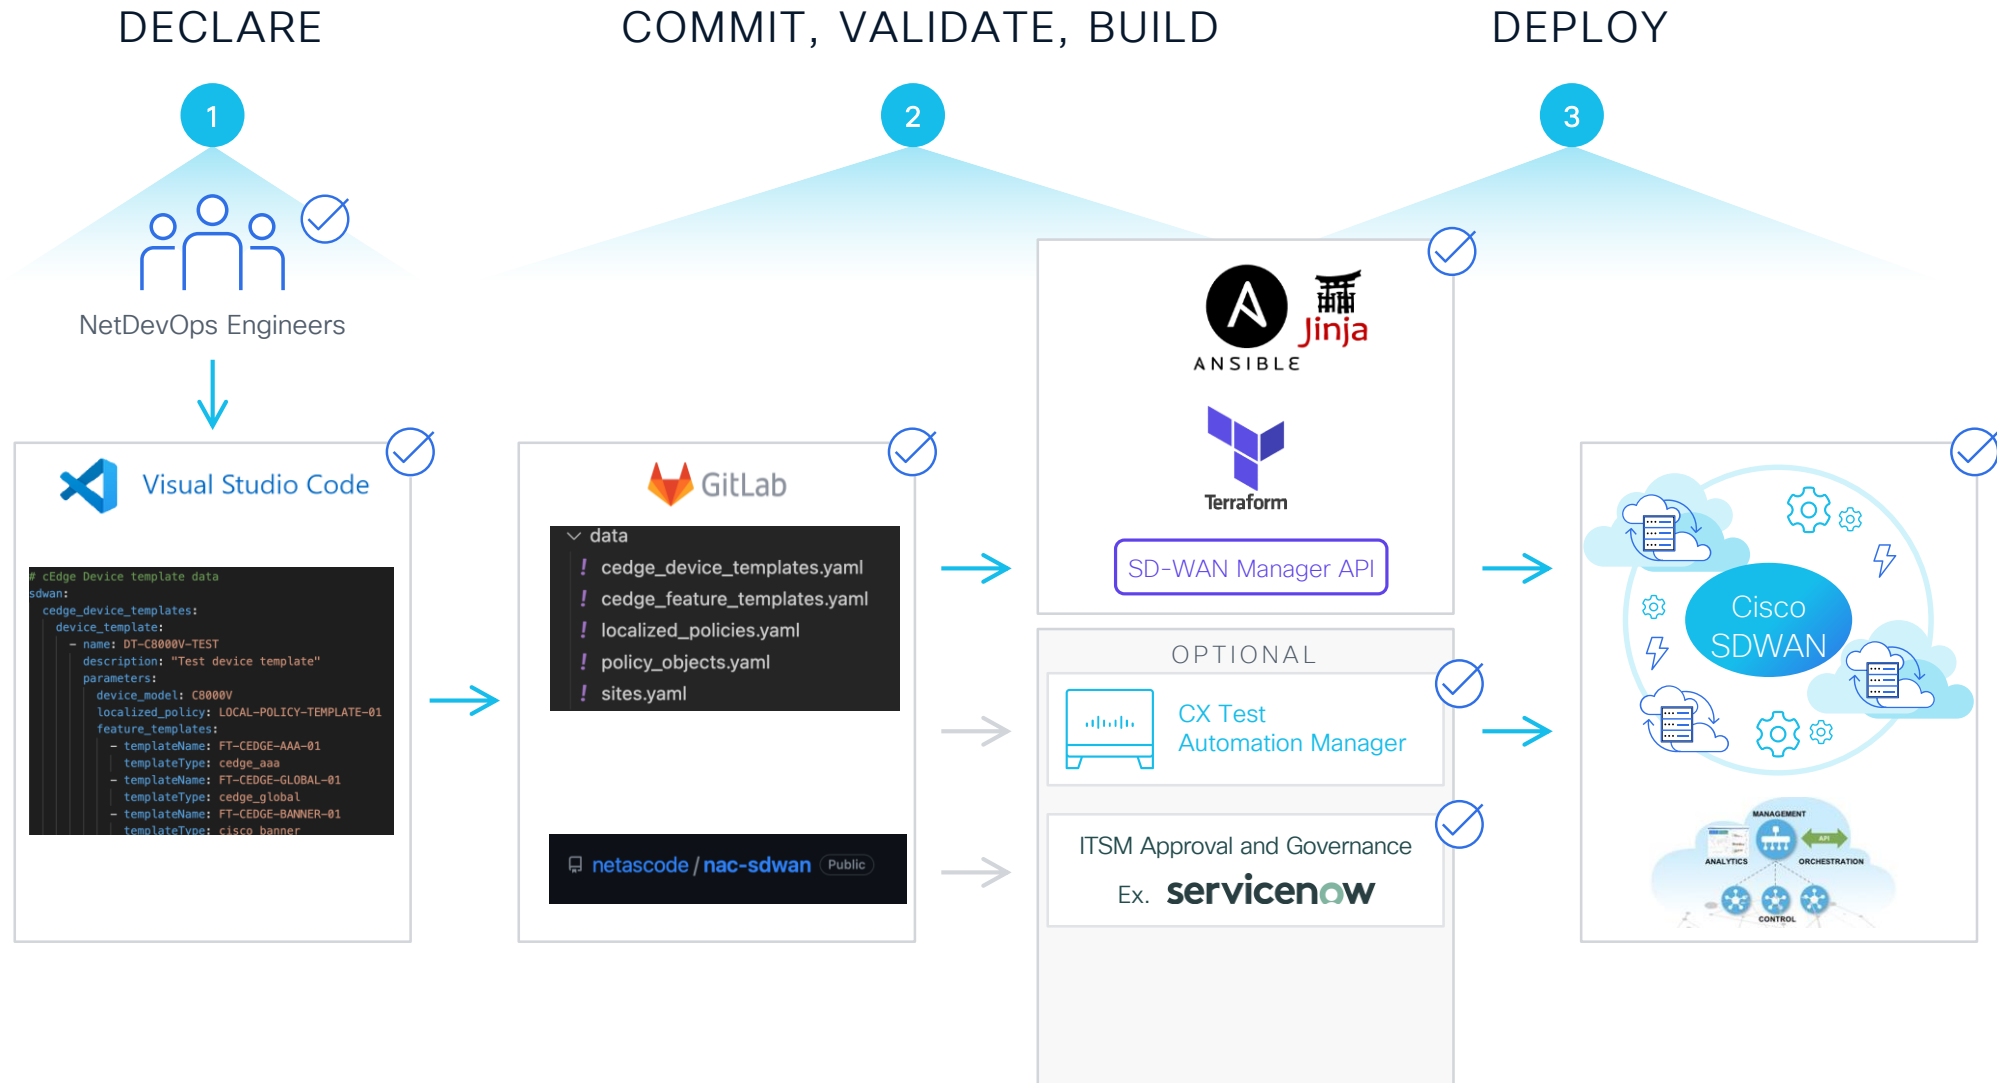 DECLARE
COMMIT, VALIDATE, BUILD
DEPLOY
1
2
3
NetDevOps Engineers
Visual Studio Code
# cEdge Device template data
sdwan:
cedge_device_templates:
device_template:
- name: DT-C8000V-TEST
description: "Test device template"
parameters:
device_model: C8000V
localized_policy: LOCAL-POLICY-TEMPLATE-01
feature_templates:
- templateName: FT-CEDGE-AAA-01
templateType: cedge_aaa
- templateName: FT-CEDGE-GLOBAL-01
templateType: cedge_global
- templateName: FT-CEDGE-BANNER-01
templateType: cisco banner
GitLab
data
! cedge_device_templates.yaml
! cedge_feature_templates.yaml
! localized_policies.yaml
! policy_objects.yaml
! sites.yaml
netascode / nac-sdwan Public
ANSIBLE
Jinja
Terraform
SD-WAN Manager API
OPTIONAL
CX Test
Automation Manager
ITSM Approval and Governance
Ex. servicenow
Cisco
SDWAN
MANAGEMENT
API
ANALYTICS
ORCHESTRATION
CONTROL